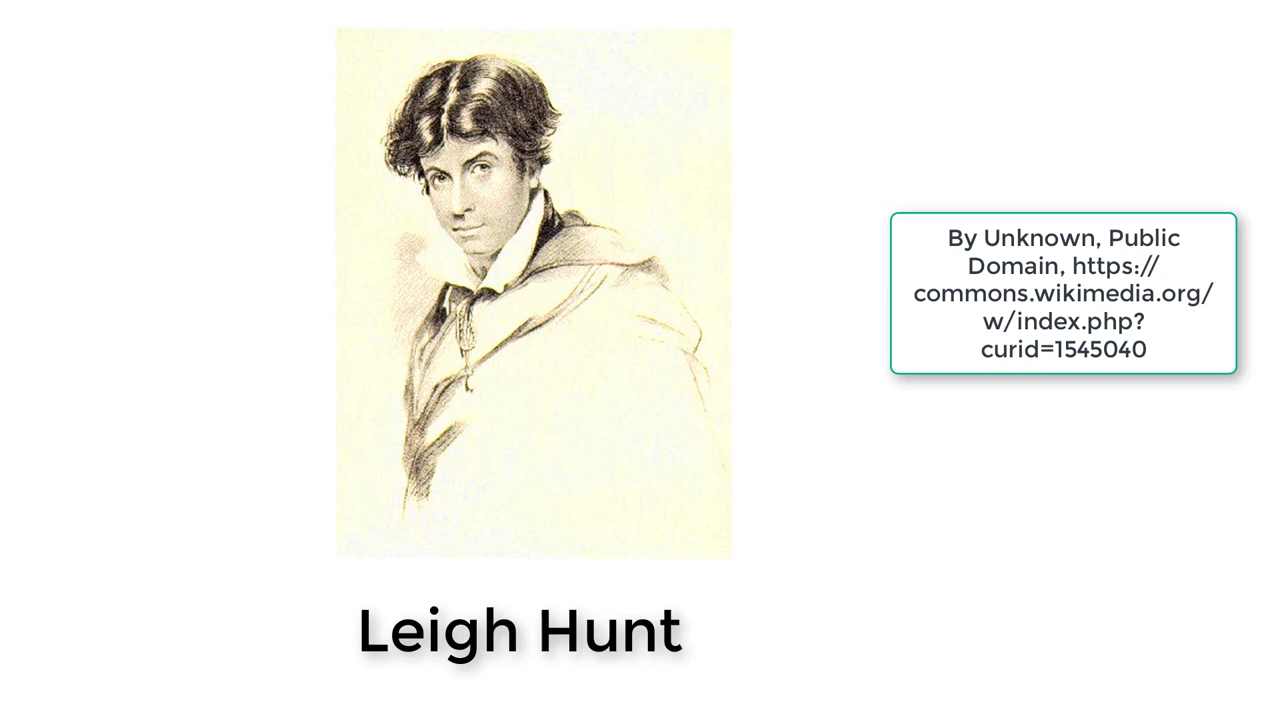 By Unknown, Public
Domain, https://
commons.wikimedia.org/
w/index.php?
curid=1545040
Leigh Hunt